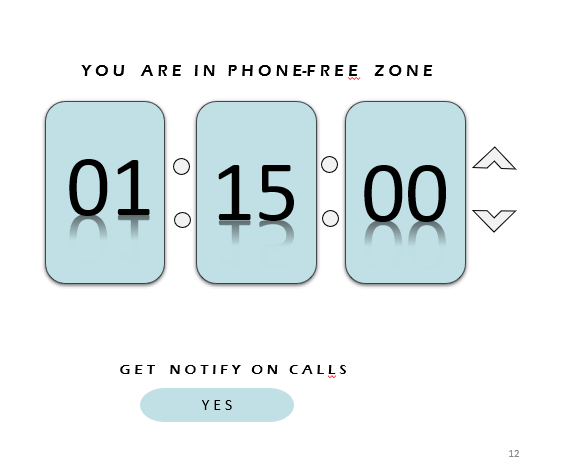 YOU ARE IN PHONE-FREE ZONE
01 15 00
GET NOTIFY ON CALLS
YES
12